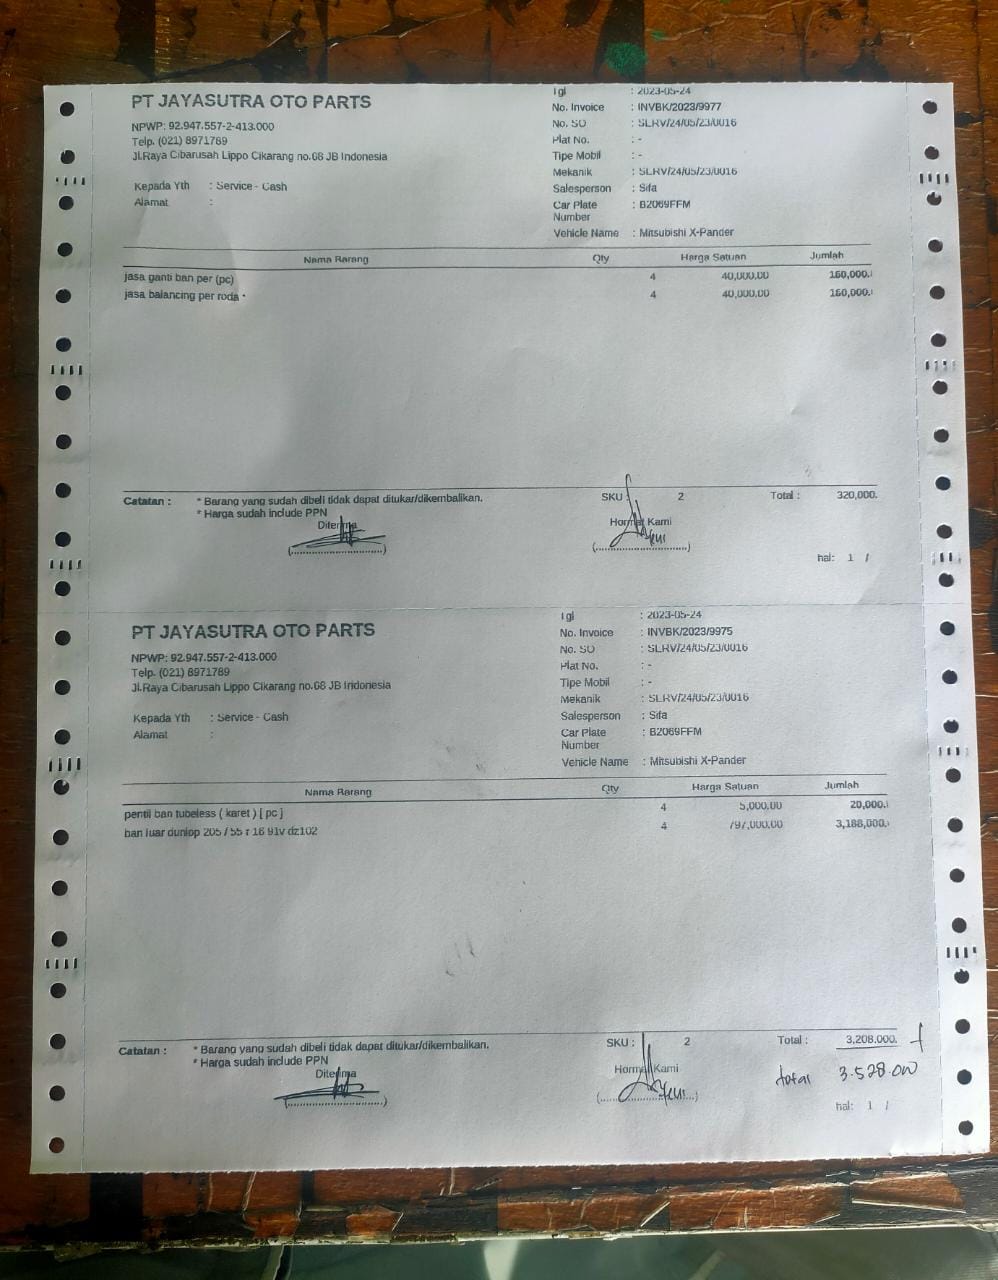 PT JAYASUTRA OTO PARTS
NPWP: 92.947.557-2-413.000
Telp. (021) 8971789
Jl.Raya Cibarusah Lippo Cikarang no.68 JB Indonesia
Kepada Yth : Service - Cash
Alamat :
Tgl : 2023-05-24
No. Invoice : INVBK/2023/9977
No. SO : SLRV/24/05/23/0016
Plat No. : -
Tipe Mobil : -
Mekanik : SLRV/24/05/23/0016
Salesperson : Sifa
Car Plate Number : B2069FFM
Vehicle Name : Mitsubishi X-Pander
Nama Barang Qty Harga Satuan Jumlah
jasa ganti ban per (pc) 4 40,000.00 160,000.
jasa balancing per roda * 4 40,000.00 160,000.
Catatan : * Barang yang sudah dibeli tidak dapat ditukar/dikembalikan. SKU : 2 Total : 320,000.
* Harga sudah include PPN
Diterima Hormat Kami
(..............................) (..............................)
hal: 1 /
PT JAYASUTRA OTO PARTS
NPWP: 92.947.557-2-413.000
Telp. (021) 8971789
Jl.Raya Cibarusah Lippo Cikarang no.68 JB Indonesia
Kepada Yth : Service - Cash
Alamat :
Tgl : 2023-05-24
No. Invoice : INVBK/2023/9975
No. SO : SLRV/24/05/23/0016
Plat No. : -
Tipe Mobil : -
Mekanik : SLRV/24/05/23/0016
Salesperson : Sifa
Car Plate Number : B2069FFM
Vehicle Name : Mitsubishi X-Pander
Nama Barang Qty Harga Satuan Jumlah
pentil ban tubeless ( karet ) [ pc ] 4 5,000.00 20,000.
ban luar dunlop 205 / 55 r 16 91v dz102 4 797,000.00 3,188,000.
Catatan : * Barang yang sudah dibeli tidak dapat ditukar/dikembalikan. SKU : 2 Total : 3,208.000.
* Harga sudah include PPN
Diterima Hormat Kami
total 3.528.000
(..............................) (..............................)
hal: 1 /